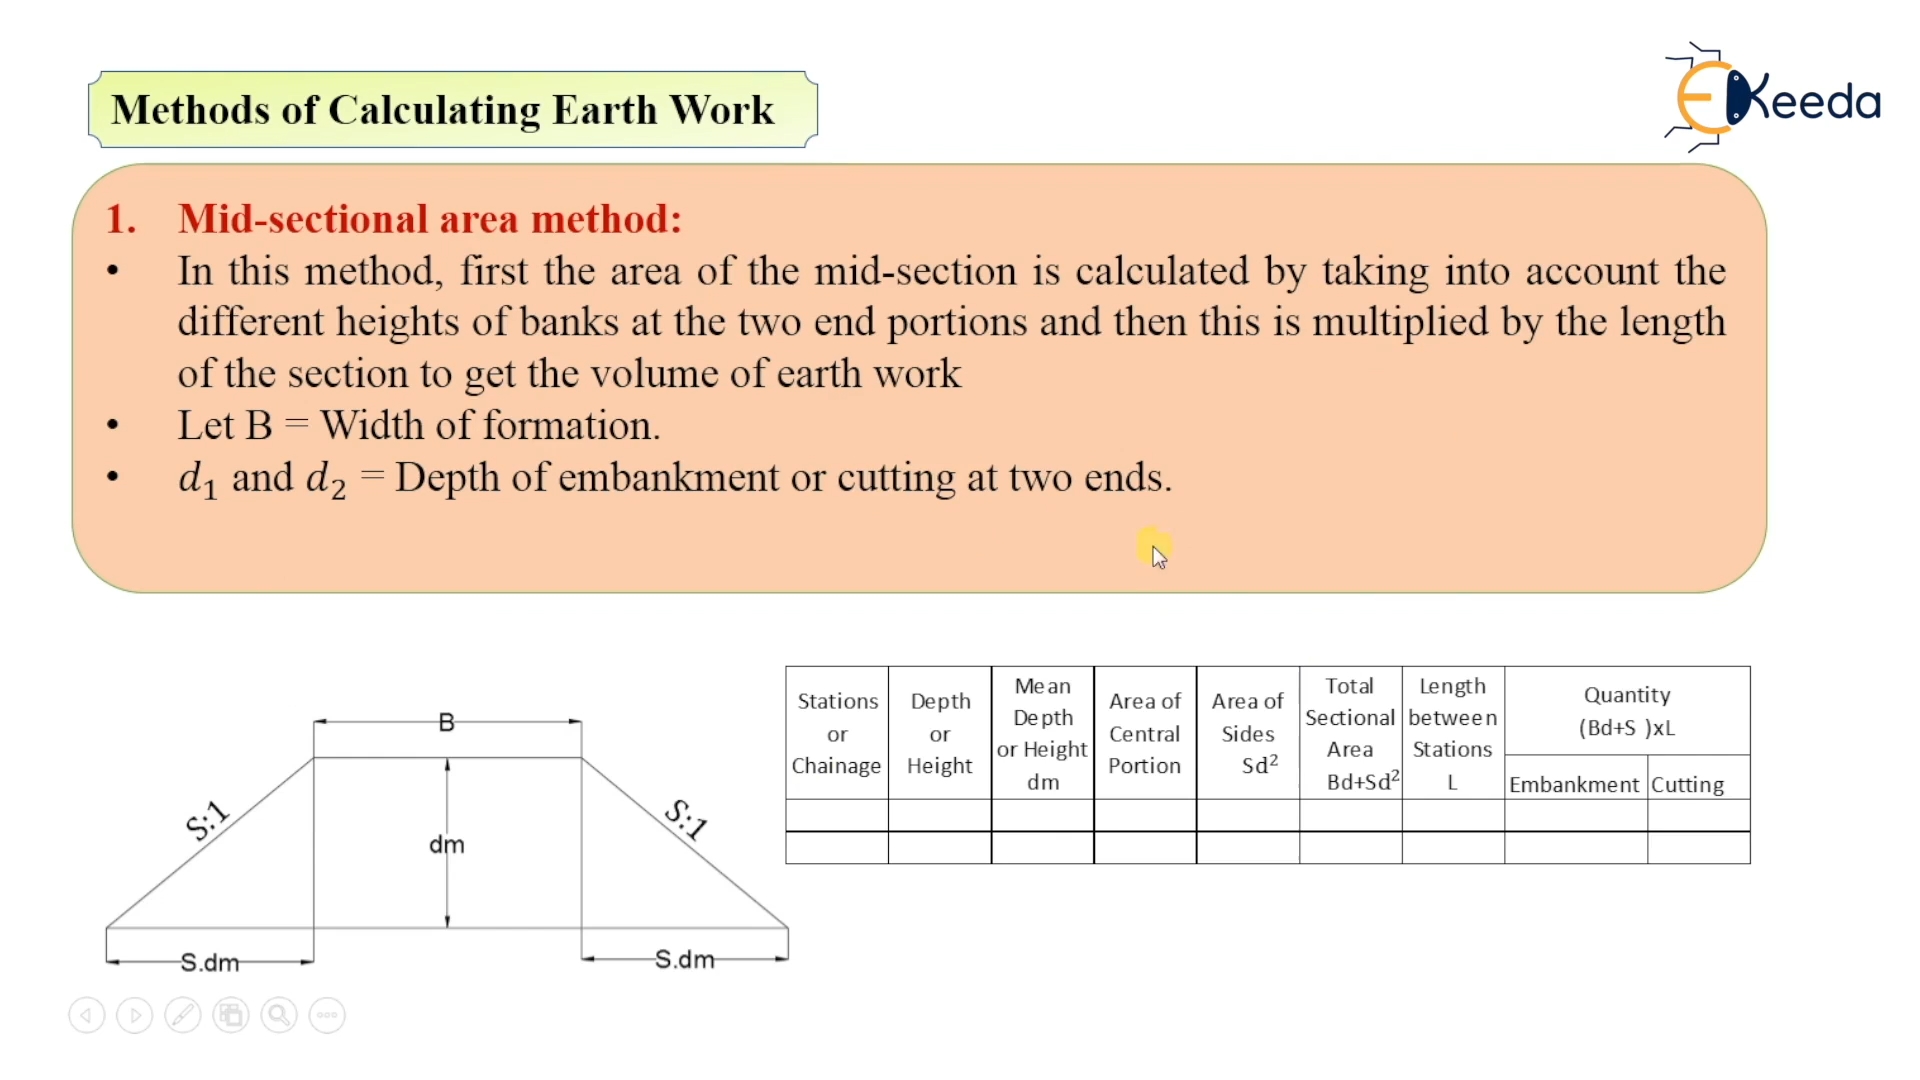 Methods of Calculating Earth Work
EKeeda
1. Mid-sectional area method:
• In this method, first the area of the mid-section is calculated by taking into account the
different heights of banks at the two end portions and then this is multiplied by the length
of the section to get the volume of earth work
• Let B = Width of formation.
• d₁ and d₂ = Depth of embankment or cutting at two ends.
B
S:1
S:1
dm
S.dm
S.dm
Stations
or
Chainage
Depth
or
Height
Mean
Depth
or Height
dm
Area of
Central
Portion
Area of
Sides
Sd²
Total
Sectional
Area
Bd+Sd²
Length
between
Stations
L
Quantity
(Bd+S )xL
Embankment
Cutting